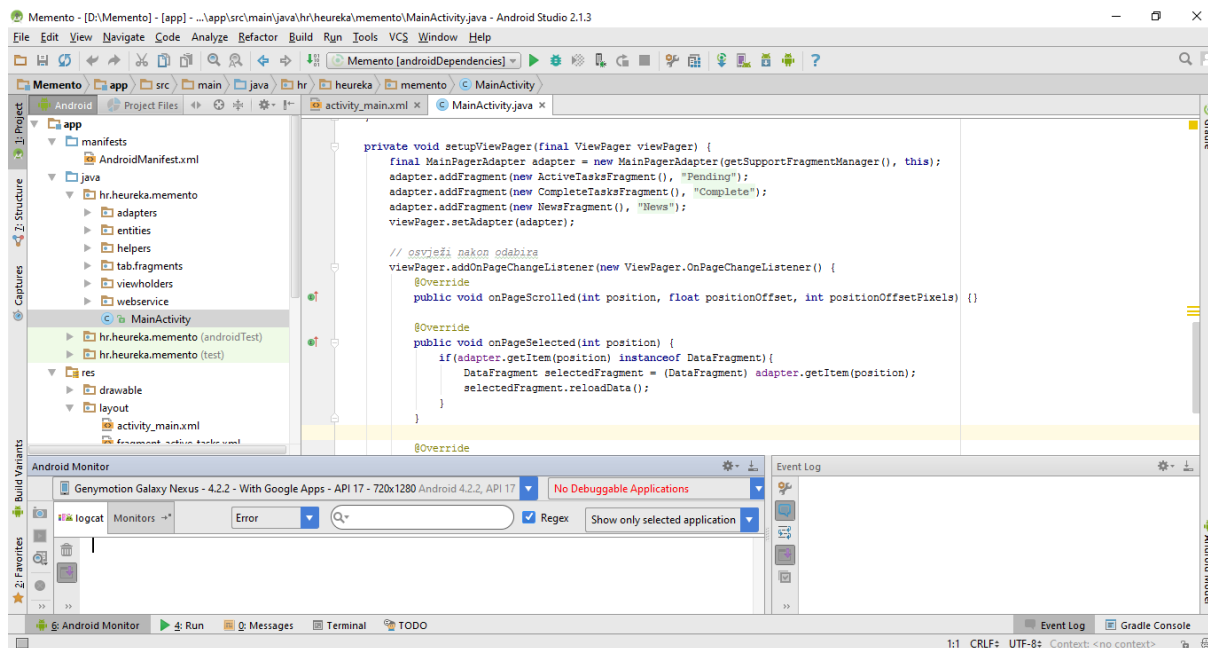 Memento - [D:\Memento] - [app] - ...\app\src\main\java\hr\heureka\memento\MainActivity.java - Android Studio 2.1.3
File Edit View Navigate Code Analyze Refactor Build Run Tools VCS Window Help
Memento [androidDependencies]
Memento app src main java hr heureka memento MainActivity
Android Project Files
activity_main.xml × MainActivity.java ×
1: Project
7: Structure
Captures
Build Variants
2: Favorites
app
manifests
AndroidManifest.xml
java
hr.heureka.memento
adapters
entities
helpers
tab.fragments
viewholders
webservice
MainActivity
hr.heureka.memento (androidTest)
hr.heureka.memento (test)
res
drawable
layout
activity_main.xml
fragment_active_tasks.xml
private void setupViewPager(final ViewPager viewPager) {
final MainPagerAdapter adapter = new MainPagerAdapter(getSupportFragmentManager(), this);
adapter.addFragment(new ActiveTasksFragment(), "Pending");
adapter.addFragment(new CompleteTasksFragment(), "Complete");
adapter.addFragment(new NewsFragment(), "News");
viewPager.setAdapter(adapter);
// osvježi nakon odabira
viewPager.addOnPageChangeListener(new ViewPager.OnPageChangeListener() {
@Override
public void onPageScrolled(int position, float positionOffset, int positionOffsetPixels) {}
@Override
public void onPageSelected(int position) {
if(adapter.getItem(position) instanceof DataFragment){
DataFragment selectedFragment = (DataFragment) adapter.getItem(position);
selectedFragment.reloadData();
}
}
@Override
Gradle
Android Model
Android Monitor
Genymotion Galaxy Nexus - 4.2.2 - With Google Apps - API 17 - 720x1280 Android 4.2.2, API 17
No Debuggable Applications
logcat Monitors
Error
Regex
Show only selected application
Event Log
6: Android Monitor 4: Run 0: Messages Terminal TODO
Event Log Gradle Console
1:1 CRLF UTF-8 Context: <no context>